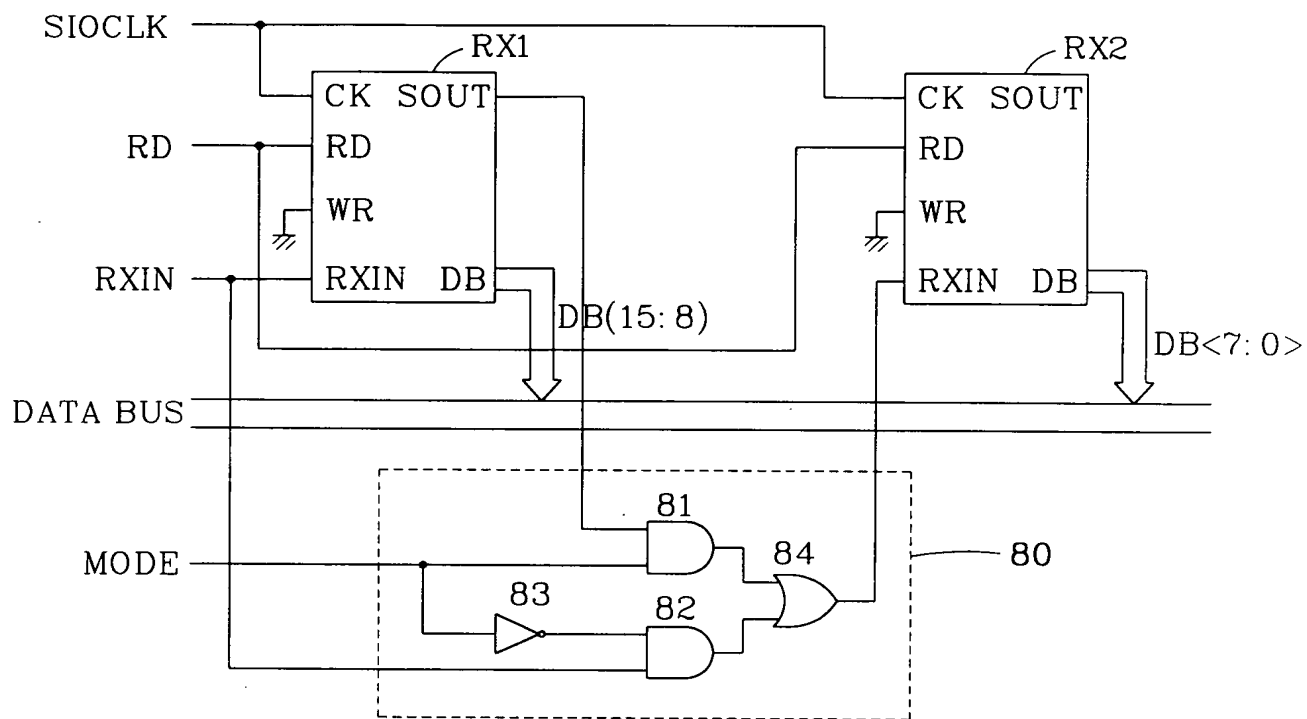 SIOCLK
RX1
RX2
CK SOUT
CK SOUT
RD
RD
RD
WR
WR
RXIN
RXIN DB
RXIN DB
DB(15:8)
DB<7:0>
DATA BUS
81
MODE
84
80
83
82